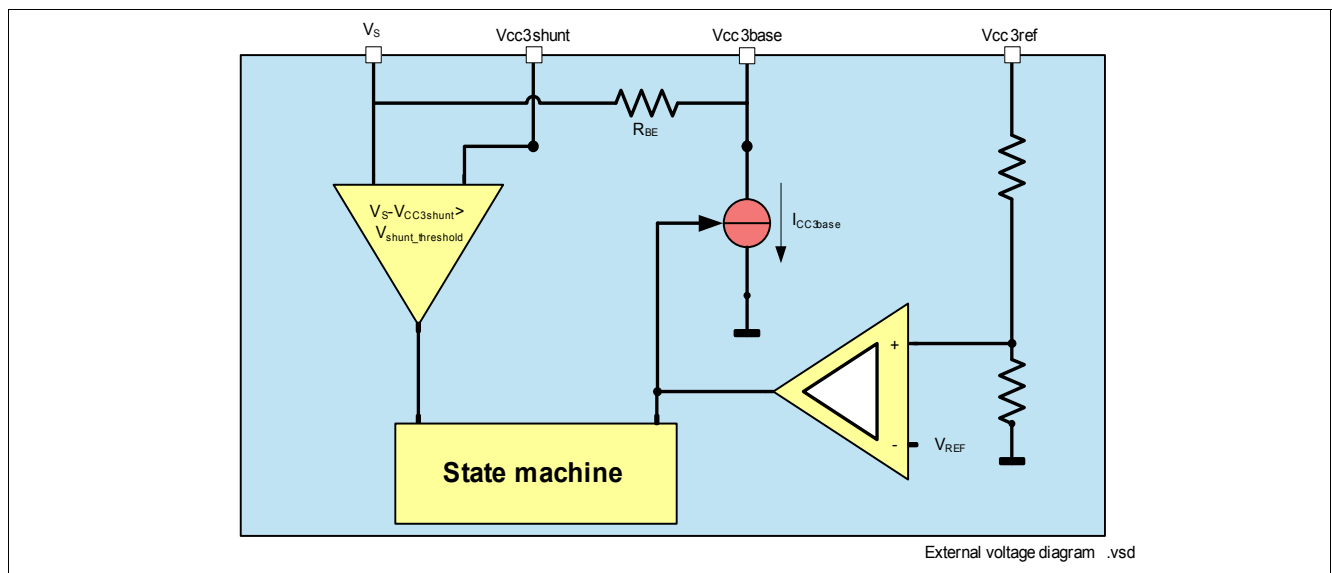 VS Vcc3shunt Vcc3base Vcc3ref
RBE
VS-VCC3shunt>
Vshunt_threshold
ICC3base
+
-
VREF
State machine
External voltage diagram .vsd